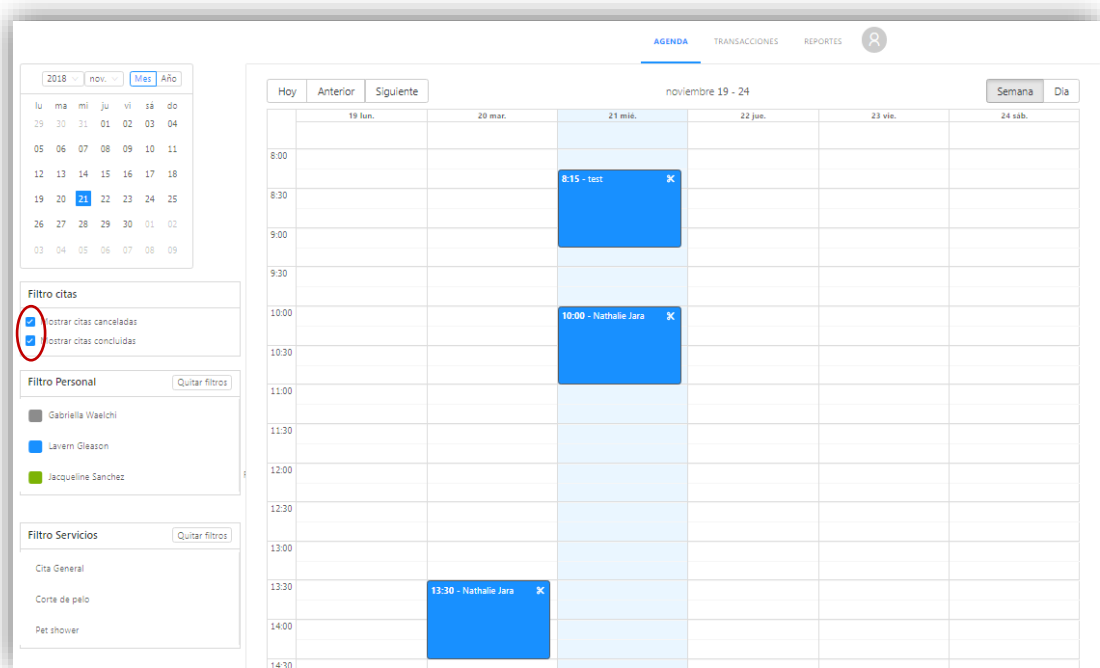 AGENDA TRANSACCIONES REPORTES
2018 nov. Mes Año
lu ma mi ju vi sá do
29 30 31 01 02 03 04
05 06 07 08 09 10 11
12 13 14 15 16 17 18
19 20 21 22 23 24 25
26 27 28 29 30 01 02
03 04 05 06 07 08 09
Filtro citas
Mostrar citas canceladas
Mostrar citas concluidas
Filtro Personal Quitar filtros
Gabriella Waelchi
Lavern Gleason
Jacqueline Sanchez
Filtro Servicios Quitar filtros
Cita General
Corte de pelo
Pet shower
Hoy Anterior Siguiente noviembre 19 - 24 Semana Día
19 lun. 20 mar. 21 mié. 22 jue. 23 vie. 24 sáb.
8:00
8:15 - test
8:30
9:00
9:30
10:00 10:00 - Nathalie Jara
10:30
11:00
11:30
12:00
12:30
13:00
13:30 13:30 - Nathalie Jara
14:00
14:30